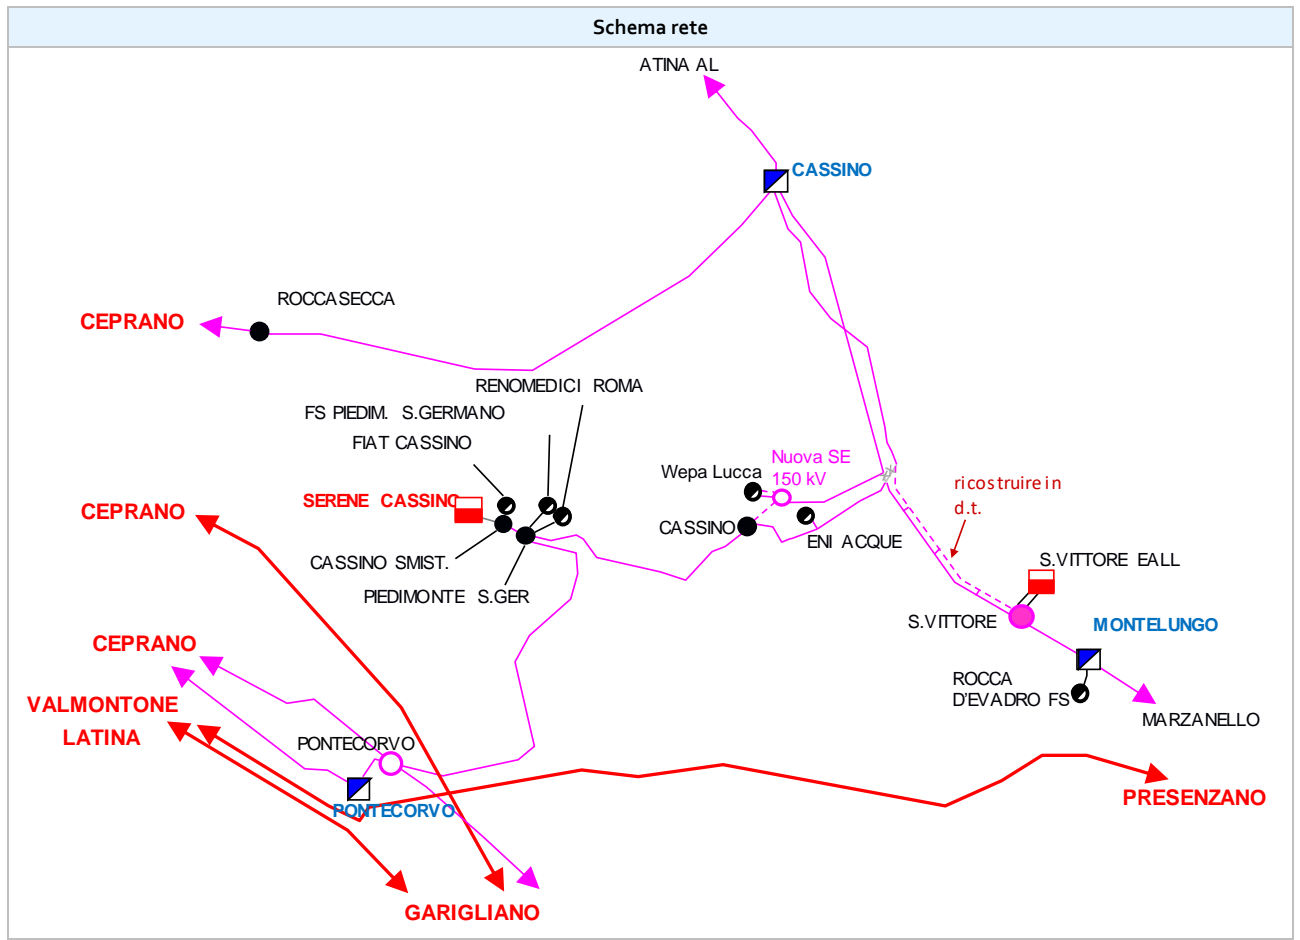 Schema rete
ATINA AL
CASSINO
ROCCASECCA
CEPRANO
RENOMEDICI ROMA
FS PIEDIM. S.GERMANO
FIAT CASSINO
Nuova SE
150 kV
Wepa Lucca
ricostruire in
d.t.
SERENE CASSINO
CEPRANO
CASSINO
ENI ACQUE
CASSINO SMIST.
S.VITTORE EALL
PIEDIMONTE S.GER
S.VITTORE
MONTELUNGO
CEPRANO
ROCCA
D'EVADRO FS
VALMONTONE
LATINA
MARZANELLO
PONTECORVO
PRESENZANO
PONTECORVO
GARIGLIANO